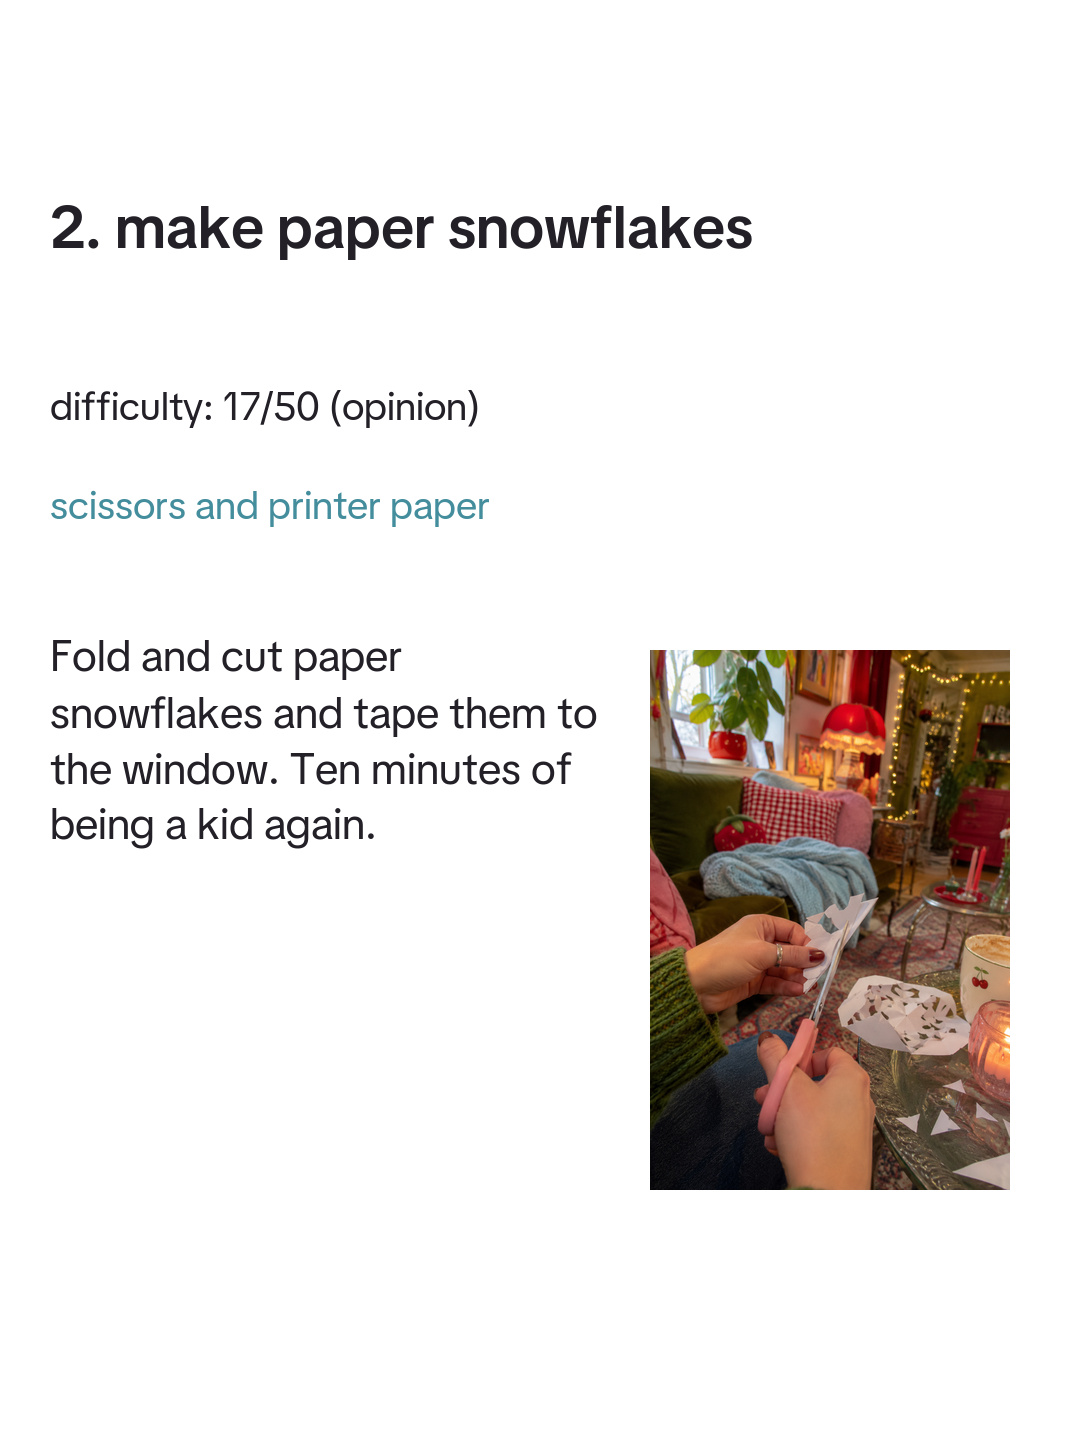 2. make paper snowflakes
difficulty: 17/50 (opinion)
scissors and printer paper
Fold and cut paper
snowflakes and tape them to
the window. Ten minutes of
being a kid again.